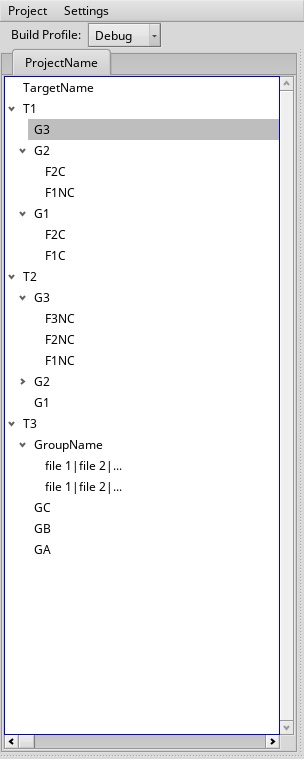 Project Settings
Build Profile: Debug
ProjectName
TargetName
T1
G3
G2
F2C
F1NC
G1
F2C
F1C
T2
G3
F3NC
F2NC
F1NC
G2
G1
T3
GroupName
file 1|file 2|...
file 1|file 2|...
GC
GB
GA